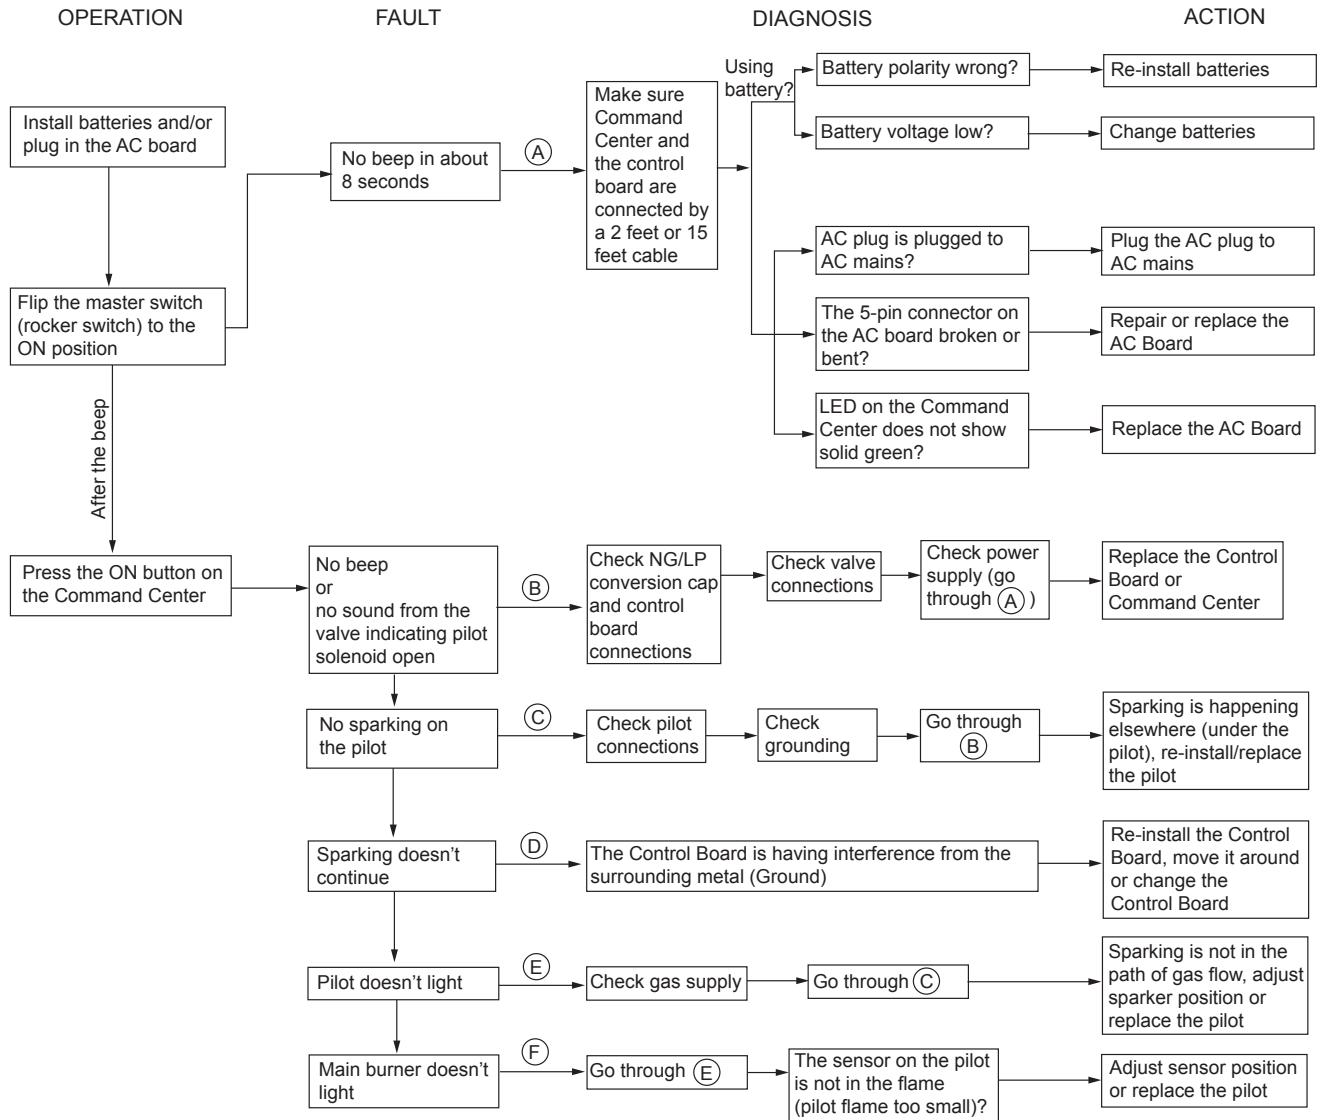 OPERATION
FAULT
DIAGNOSIS
ACTION
Install batteries and/or
plug in the AC board
Flip the master switch
(rocker switch) to the
ON position
No beep in about
8 seconds
A
Make sure
Command
Center and
the control
board are
connected by
a 2 feet or 15
feet cable
Using
battery?
Battery polarity wrong?
Re-install batteries
Battery voltage low?
Change batteries
AC plug is plugged to
AC mains?
Plug the AC plug to
AC mains
The 5-pin connector on
the AC board broken or
bent?
Repair or replace the
AC Board
LED on the Command
Center does not show
solid green?
Replace the AC Board
After the beep
Press the ON button on
the Command Center
No beep
or
no sound from the
valve indicating pilot
solenoid open
B
Check NG/LP
conversion cap
and control
board
connections
Check valve
connections
Check power
supply (go
through A )
Replace the Control
Board or
Command Center
No sparking on
the pilot
C
Check pilot
connections
Check
grounding
Go through
B
Sparking is happening
elsewhere (under the
pilot), re-install/replace
the pilot
Sparking doesn't
continue
D
The Control Board is having interference from the
surrounding metal (Ground)
Re-install the Control
Board, move it around
or change the
Control Board
Pilot doesn't light
E
Check gas supply
Go through C
Sparking is not in the
path of gas flow, adjust
sparker position or
replace the pilot
Main burner doesn't
light
F
Go through E
The sensor on the pilot
is not in the flame
(pilot flame too small)?
Adjust sensor position
or replace the pilot